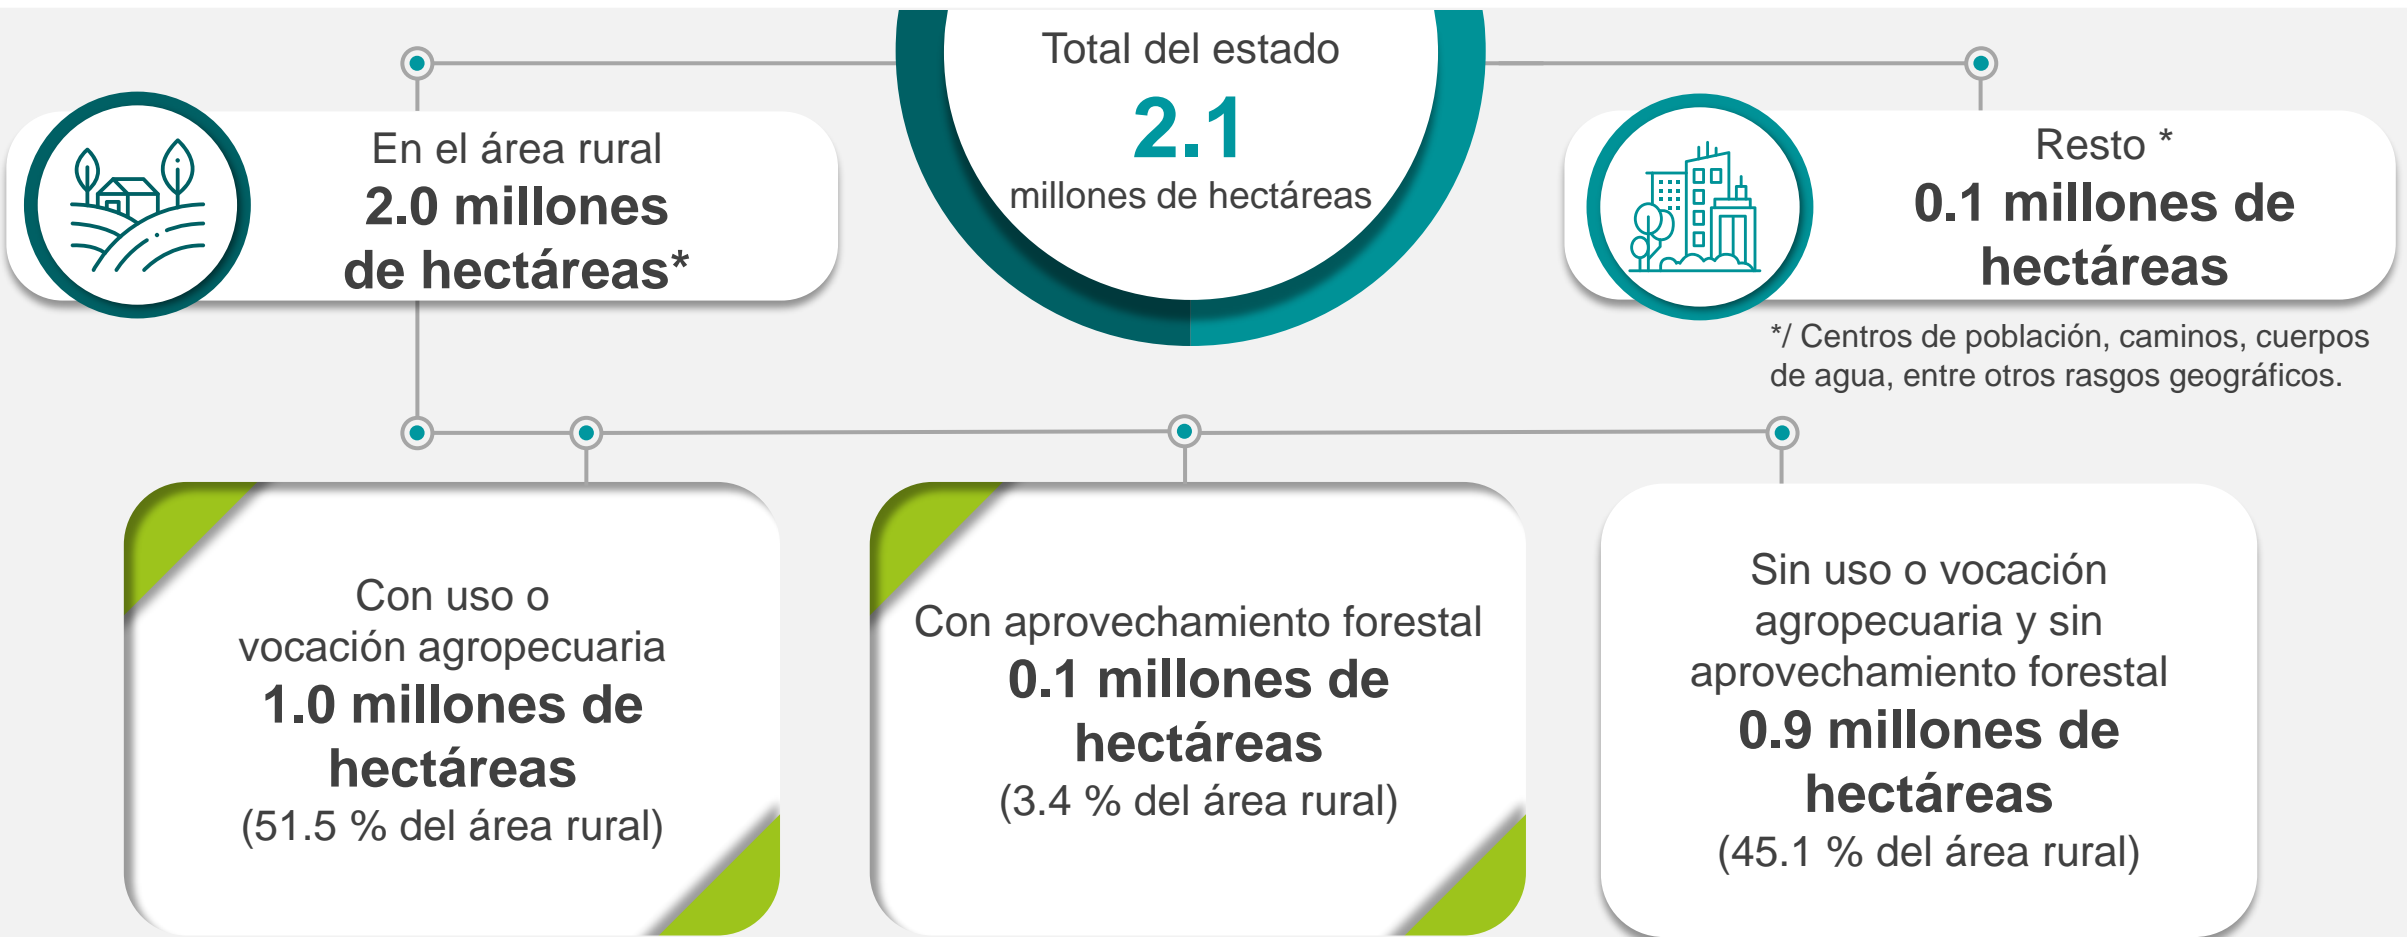 Total del estado
2.1
millones de hectáreas
En el área rural
2.0 millones
de hectáreas*
Resto *
0.1 millones de
hectáreas
*/ Centros de población, caminos, cuerpos
de agua, entre otros rasgos geográficos.
Con uso o
vocación agropecuaria
1.0 millones de
hectáreas
(51.5 % del área rural)
Con aprovechamiento forestal
0.1 millones de
hectáreas
(3.4 % del área rural)
Sin uso o vocación
agropecuaria y sin
aprovechamiento forestal
0.9 millones de
hectáreas
(45.1 % del área rural)